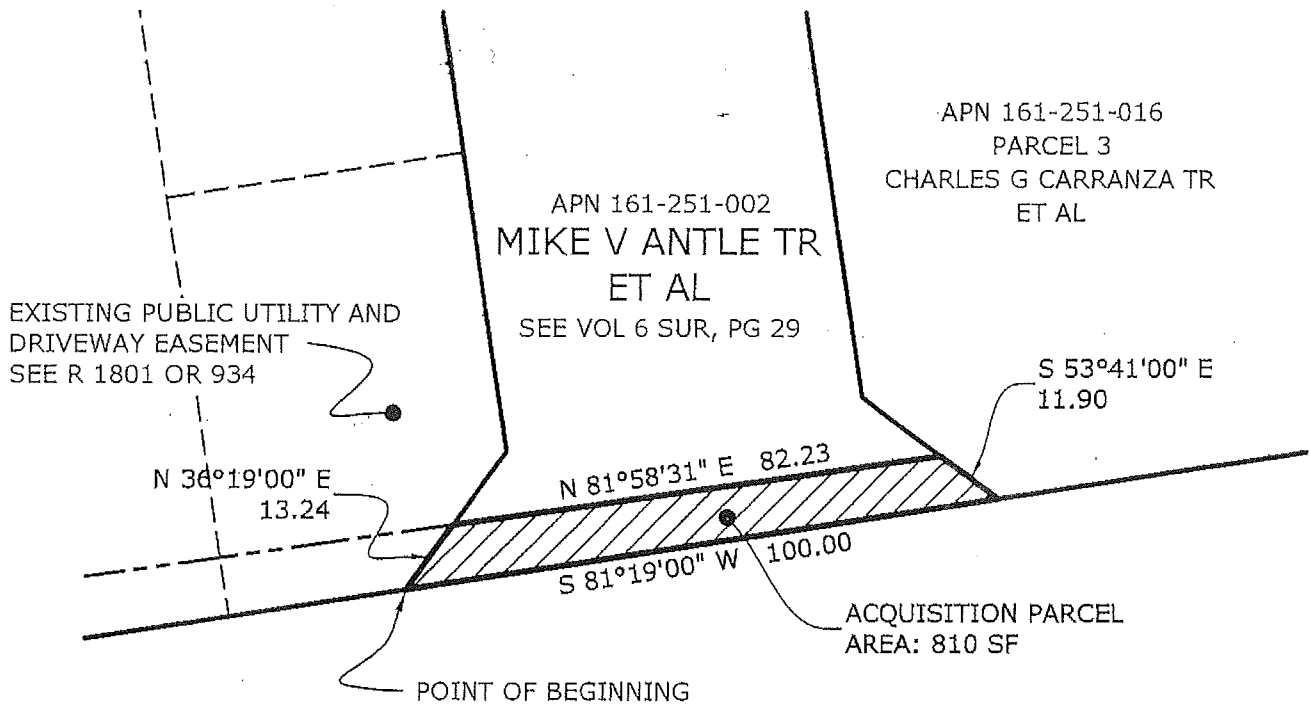 APN 161-251-016
PARCEL 3
CHARLES G CARRANZA TR
ET AL
APN 161-251-002
MIKE V ANTLE TR
ET AL
SEE VOL 6 SUR, PG 29
EXISTING PUBLIC UTILITY AND
DRIVEWAY EASEMENT
SEE R 1801 OR 934
S 53°41'00" E
11.90
N 36°19'00" E
13.24
N 81°58'31" E 82.23
S 81°19'00" W 100.00
ACQUISITION PARCEL
AREA: 810 SF
POINT OF BEGINNING